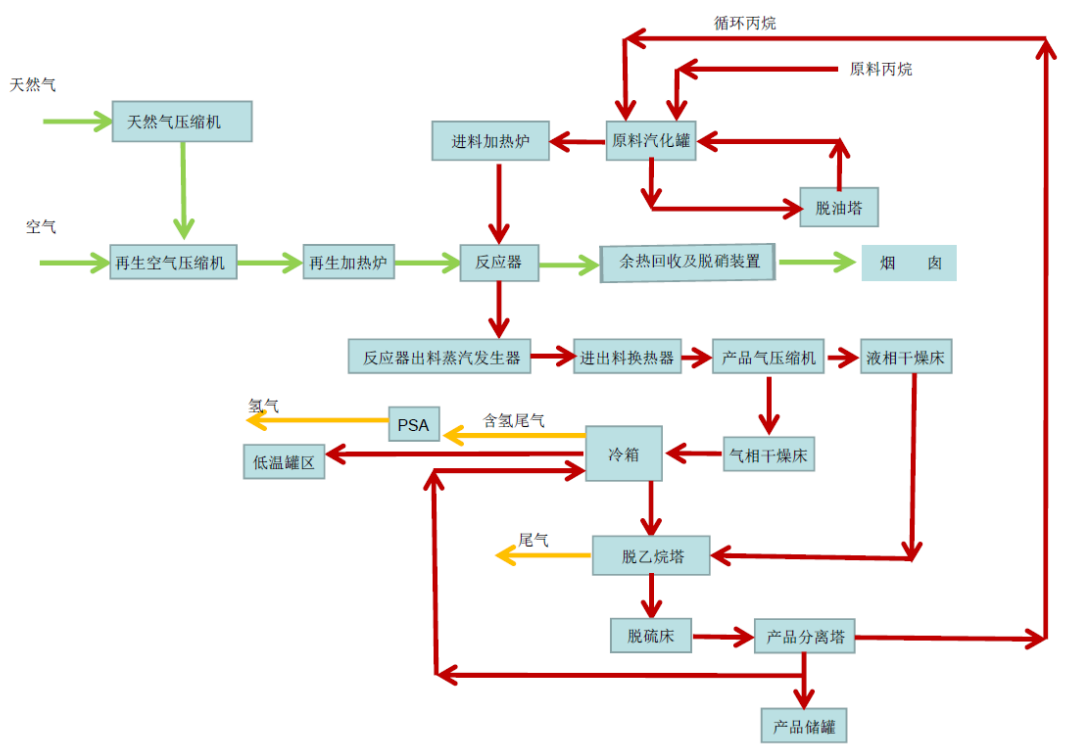 循环丙烷
原料丙烷
天然气
天然气压缩机
进料加热炉
原料汽化罐
脱油塔
空气
再生空气压缩机
再生加热炉
反应器
余热回收及脱硝装置
烟 囱
反应器出料蒸汽发生器
进出料换热器
产品气压缩机
液相干燥床
氢气
PSA
含氢尾气
冷箱
气相干燥床
低温罐区
尾气
脱乙烷塔
脱硫床
产品分离塔
产品储罐